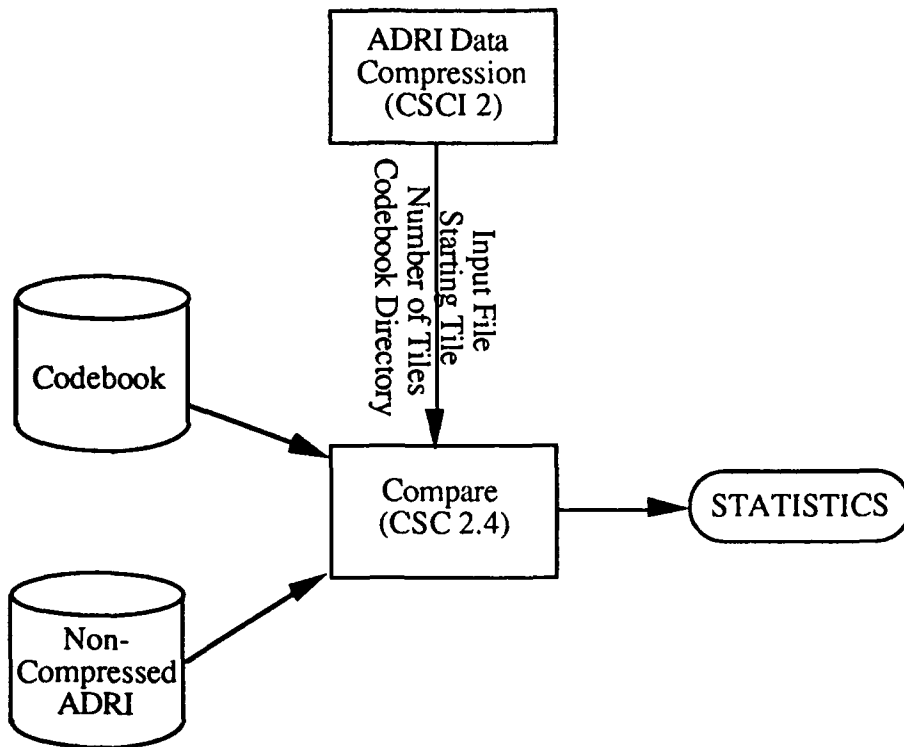 ADRI Data
Compression
(CSCI 2)
Input File
Starting Tile
Number of Tiles
Codebook Directory
Codebook
Compare
(CSC 2.4)
STATISTICS
Non-
Compressed
ADRI